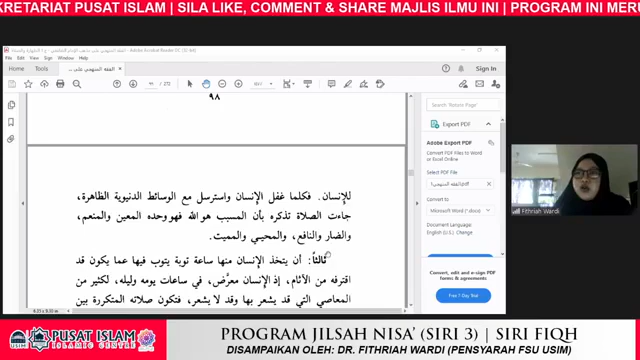 KRETARIAT PUSAT ISLAM | SILA LIKE, COMMENT & SHARE MAJLIS ILMU INI | PROGRAM INI MERU
Home
Tools
Sign In
٩٨
للإنسان. فكلما غفل الإنسان واسترسل مع الوسائط الدنيوية الظاهرة،
جاءت الصلاة تذكره بأن المسبب هو الله فهو وحده المعين والمنعم،
والضار والنافع، والمحيي والمميت.
ثالثاً: أن يتخذ الإنسان منها ساعة توبة يتوب فيها عما يكون قد
اقترفه من الآثام، إذ الإنسان معرَّض، في ساعات يومه وليله، لكثير من
المعاصي التي قد يشعر بها وقد لا يشعر، فتكون صلاته المتكررة بين
Export PDF
Adobe Export PDF
Convert PDF Files to Word
or Excel Online
Select PDF File
Convert to
Microsoft Word (*.docx)
Document Language:
English (U.S.) Change
Convert, edit and e-sign PDF
forms & agreements
Free 7-Day Trial
Fithriah Wardi
USIM
PUSAT ISLAM
ISLAMIC CENTRE
PROGRAM JILSAH NISA' (SIRI 3) | SIRI FIQH
DISAMPAIKAN OLEH: DR. FITHRIAH WARDI (PENSYARAH FSU USIM)